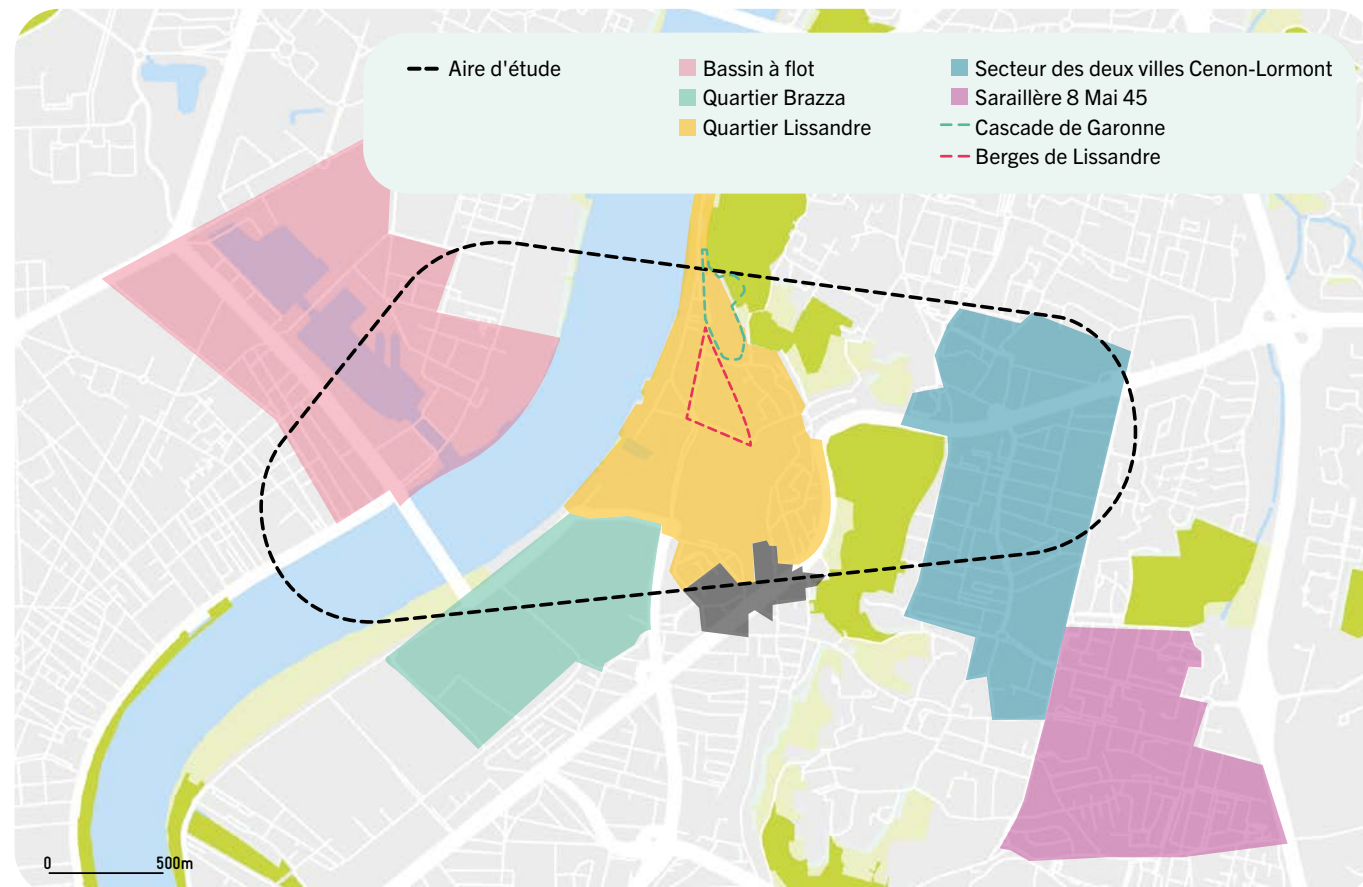 Aire d'étude
Bassin à flot
Quartier Brazza
Quartier Lissandre
Secteur des deux villes Cenon-Lormont
Saraillère 8 Mai 45
Cascade de Garonne
Berges de Lissandre
0 500m